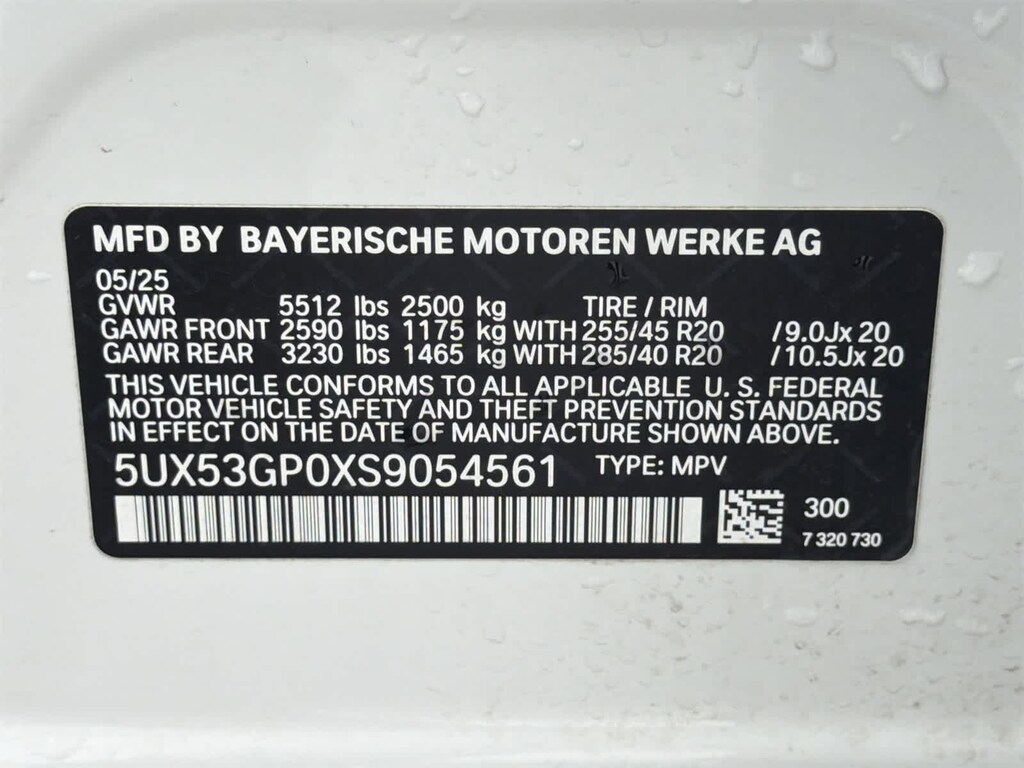 MFD BY BAYERISCHE MOTOREN WERKE AG
05/25
GVWR 5512 lbs 2500 kg TIRE / RIM
GAWR FRONT 2590 lbs 1175 kg WITH 255/45 R20 /9.0Jx 20
GAWR REAR 3230 lbs 1465 kg WITH 285/40 R20 /10.5Jx 20
THIS VEHICLE CONFORMS TO ALL APPLICABLE U. S. FEDERAL
MOTOR VEHICLE SAFETY AND THEFT PREVENTION STANDARDS
IN EFFECT ON THE DATE OF MANUFACTURE SHOWN ABOVE.
5UX53GP0XS9054561 TYPE: MPV
300
7 320 730